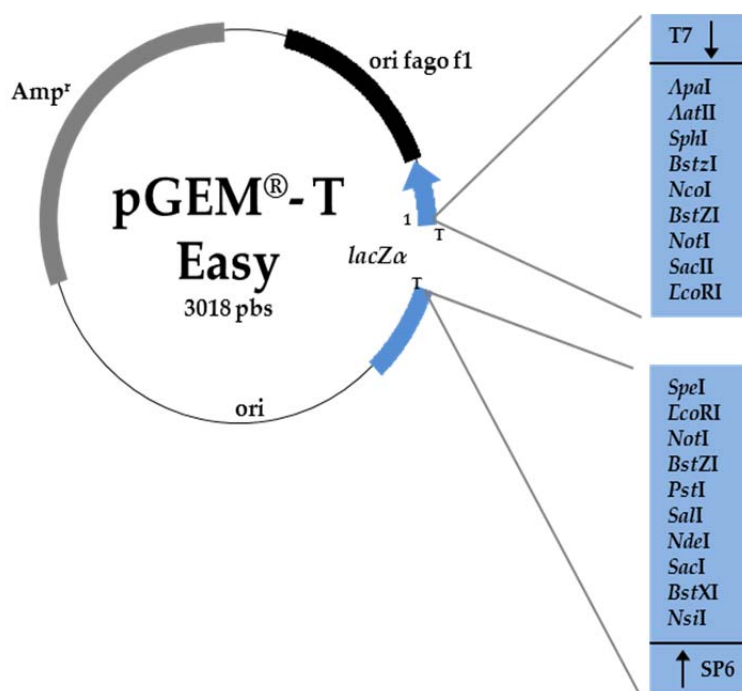 T7
ori fago f1
Ampʳ
ApaI
AatII
SphI
BstzI
NcoI
BstZI
NotI
SacII
EcoRI
pGEM®-T
Easy
3018 pbs
1
T
lacZα
T
ori
SpeI
EcoRI
NotI
BstZI
PstI
SalI
NdeI
SacI
BstXI
NsiI
SP6